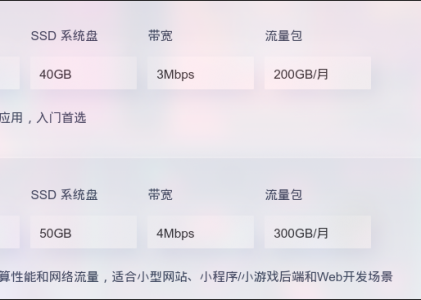 SSD 系统盘 带宽 流量包
40GB 3Mbps 200GB/月
应用，入门首选
SSD 系统盘 带宽 流量包
50GB 4Mbps 300GB/月
算性能和网络流量，适合小型网站、小程序/小游戏后端和Web开发场景